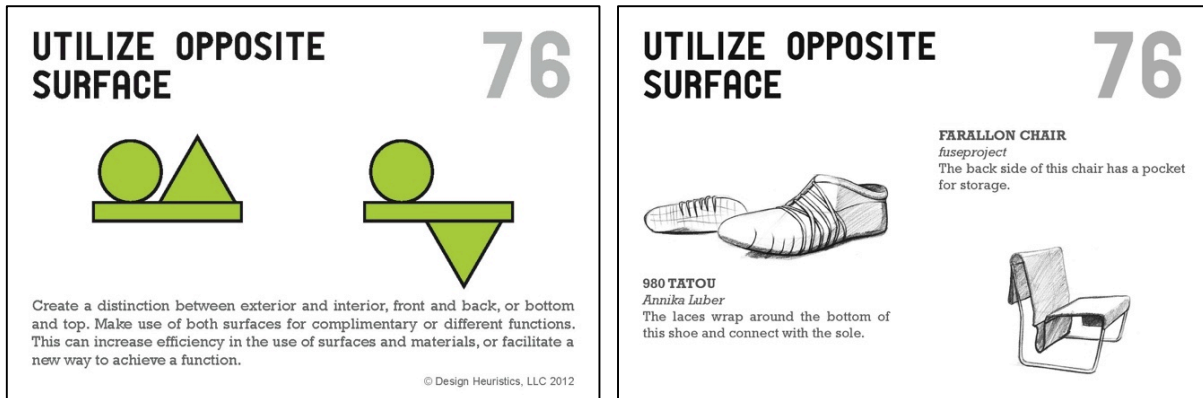 UTILIZE OPPOSITE
SURFACE
76
Create a distinction between exterior and interior, front and back, or bottom
and top. Make use of both surfaces for complimentary or different functions.
This can increase efficiency in the use of surfaces and materials, or facilitate a
new way to achieve a function.
© Design Heuristics, LLC 2012
UTILIZE OPPOSITE
SURFACE
76
FARALLON CHAIR
fuseproject
The back side of this chair has a pocket
for storage.
980 TATOU
Annika Luber
The laces wrap around the bottom of
this shoe and connect with the sole.